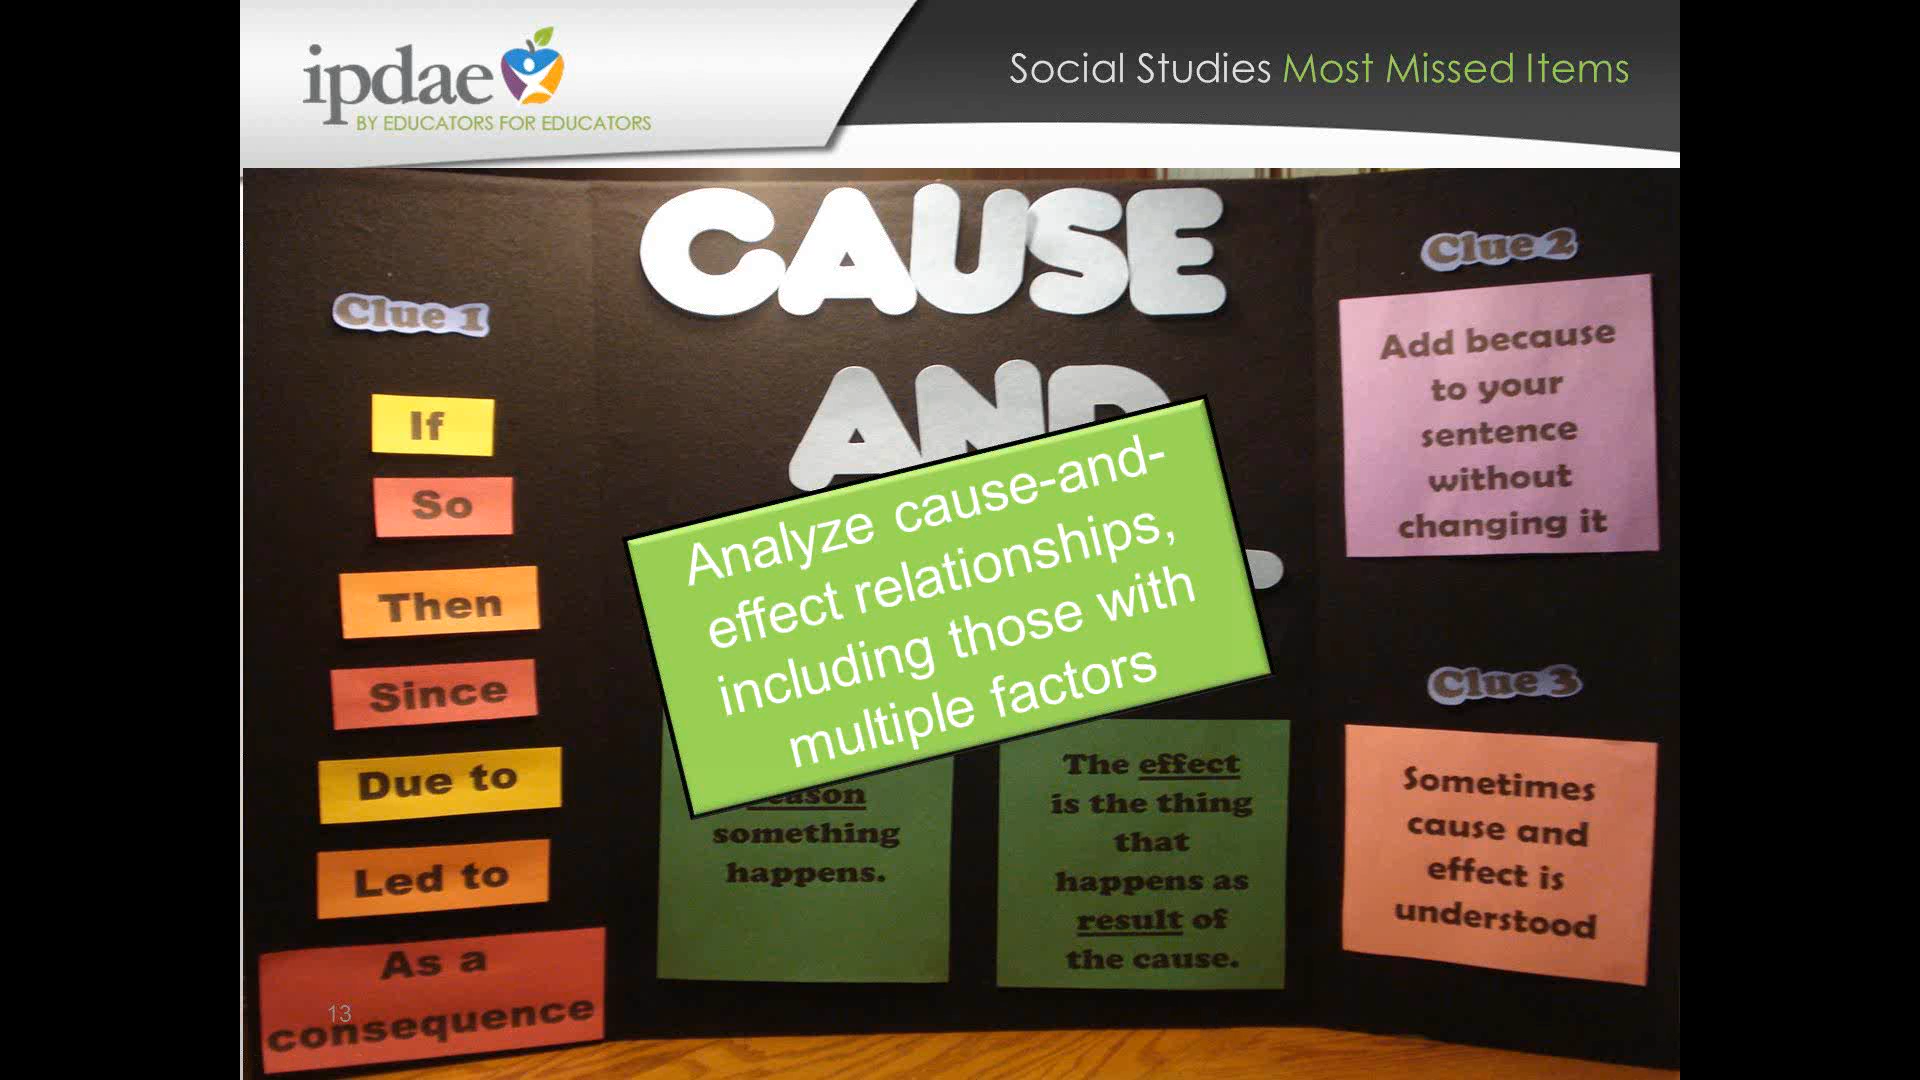 ipdae
BY EDUCATORS FOR EDUCATORS
Social Studies Most Missed Items
CAUSE
AND
Clue 1
If
So
Then
Since
Due to
Led to
As a
consequence
13
Analyze cause-and-
effect relationships,
including those with
multiple factors
something
happens.
The effect
is the thing
that
happens as
result of
the cause.
Clue 2
Add because
to your
sentence
without
changing it
Clue 3
Sometimes
cause and
effect is
understood